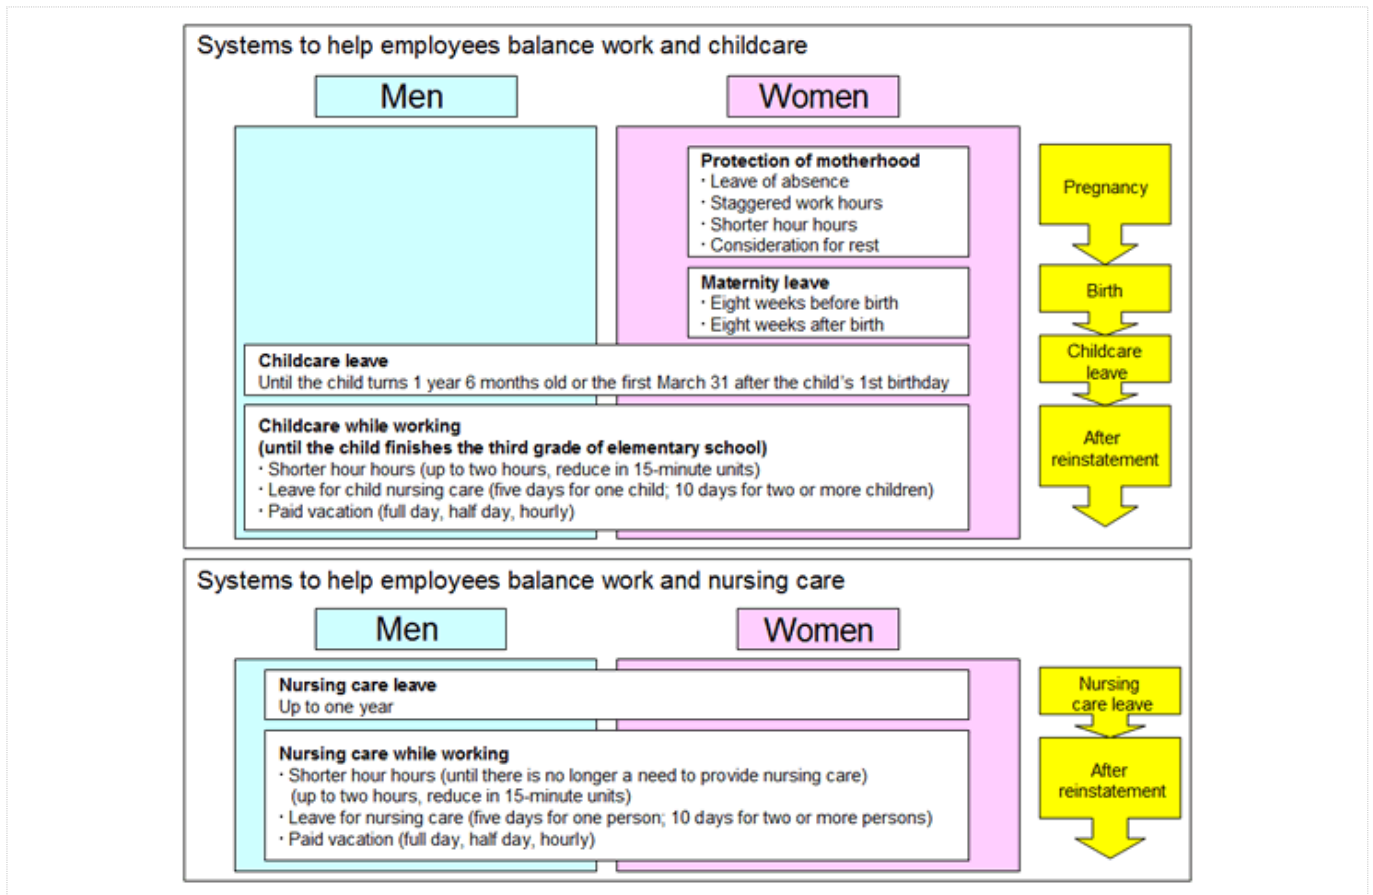 Systems to help employees balance work and childcare
Men
Women
Protection of motherhood
・Leave of absence
・Staggered work hours
・Shorter hour hours
・Consideration for rest
Pregnancy
Maternity leave
・Eight weeks before birth
・Eight weeks after birth
Birth
Childcare leave
Until the child turns 1 year 6 months old or the first March 31 after the child's 1st birthday
Childcare
leave
Childcare while working
(until the child finishes the third grade of elementary school)
・Shorter hour hours (up to two hours, reduce in 15-minute units)
・Leave for child nursing care (five days for one child; 10 days for two or more children)
・Paid vacation (full day, half day, hourly)
After
reinstatement
Systems to help employees balance work and nursing care
Men
Women
Nursing care leave
Up to one year
Nursing
care leave
Nursing care while working
・Shorter hour hours (until there is no longer a need to provide nursing care)
(up to two hours, reduce in 15-minute units)
・Leave for nursing care (five days for one person; 10 days for two or more persons)
・Paid vacation (full day, half day, hourly)
After
reinstatement